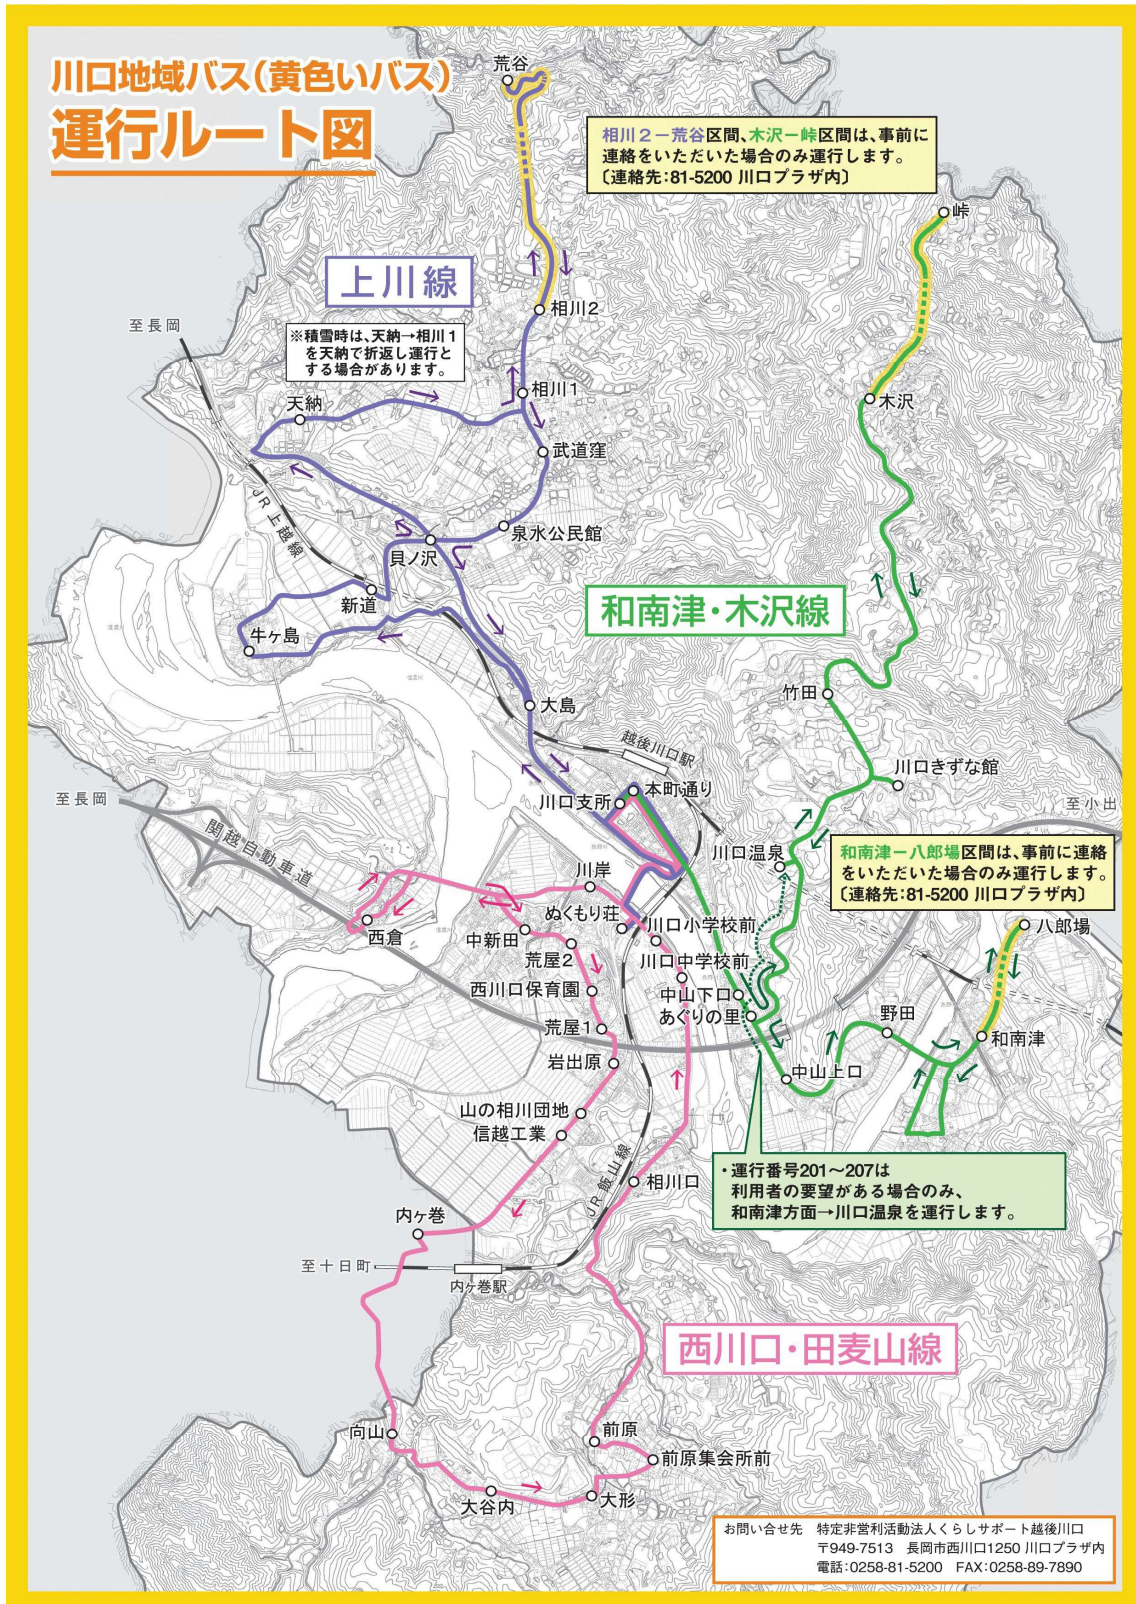 川口地域バス(黄色いバス)
運行ルート図
荒谷
相川2ー荒谷区間、木沢ー峠区間は、事前に
連絡をいただいた場合のみ運行します。
〔連絡先:81-5200 川口プラザ内〕
峠
上川線
相川2
至長岡
※積雪時は、天納→相川1
を天納で折返し運行と
する場合があります。
相川1
天納
木沢
武道窪
JR上越線
泉水公民館
貝ノ沢
新道
和南津・木沢線
牛ヶ島
信濃川
信濃川
竹田
大島
越後川口駅
川口きずな館
本町通り
川口支所
至長岡
至小出
関越自動車道
川口温泉
和南津ー八郎場区間は、事前に連絡
をいただいた場合のみ運行します。
〔連絡先:81-5200 川口プラザ内〕
川岸
西倉
ぬくもり荘
川口小学校前
八郎場
中新田
荒屋2
川口中学校前
西川口保育園
中山下口
あぐりの里
荒屋1
野田
和南津
岩出原
中山上口
山の相川団地
信越工業
・運行番号201〜207は
利用者の要望がある場合のみ、
和南津方面→川口温泉を運行します。
JR飯山線
相川口
内ヶ巻
至十日町
内ヶ巻駅
西川口・田麦山線
向山
前原
前原集会所前
大谷内
大形
お問い合せ先 特定非営利活動法人くらしサポート越後川口
〒949-7513 長岡市西川口1250 川口プラザ内
電話:0258-81-5200 FAX:0258-89-7890